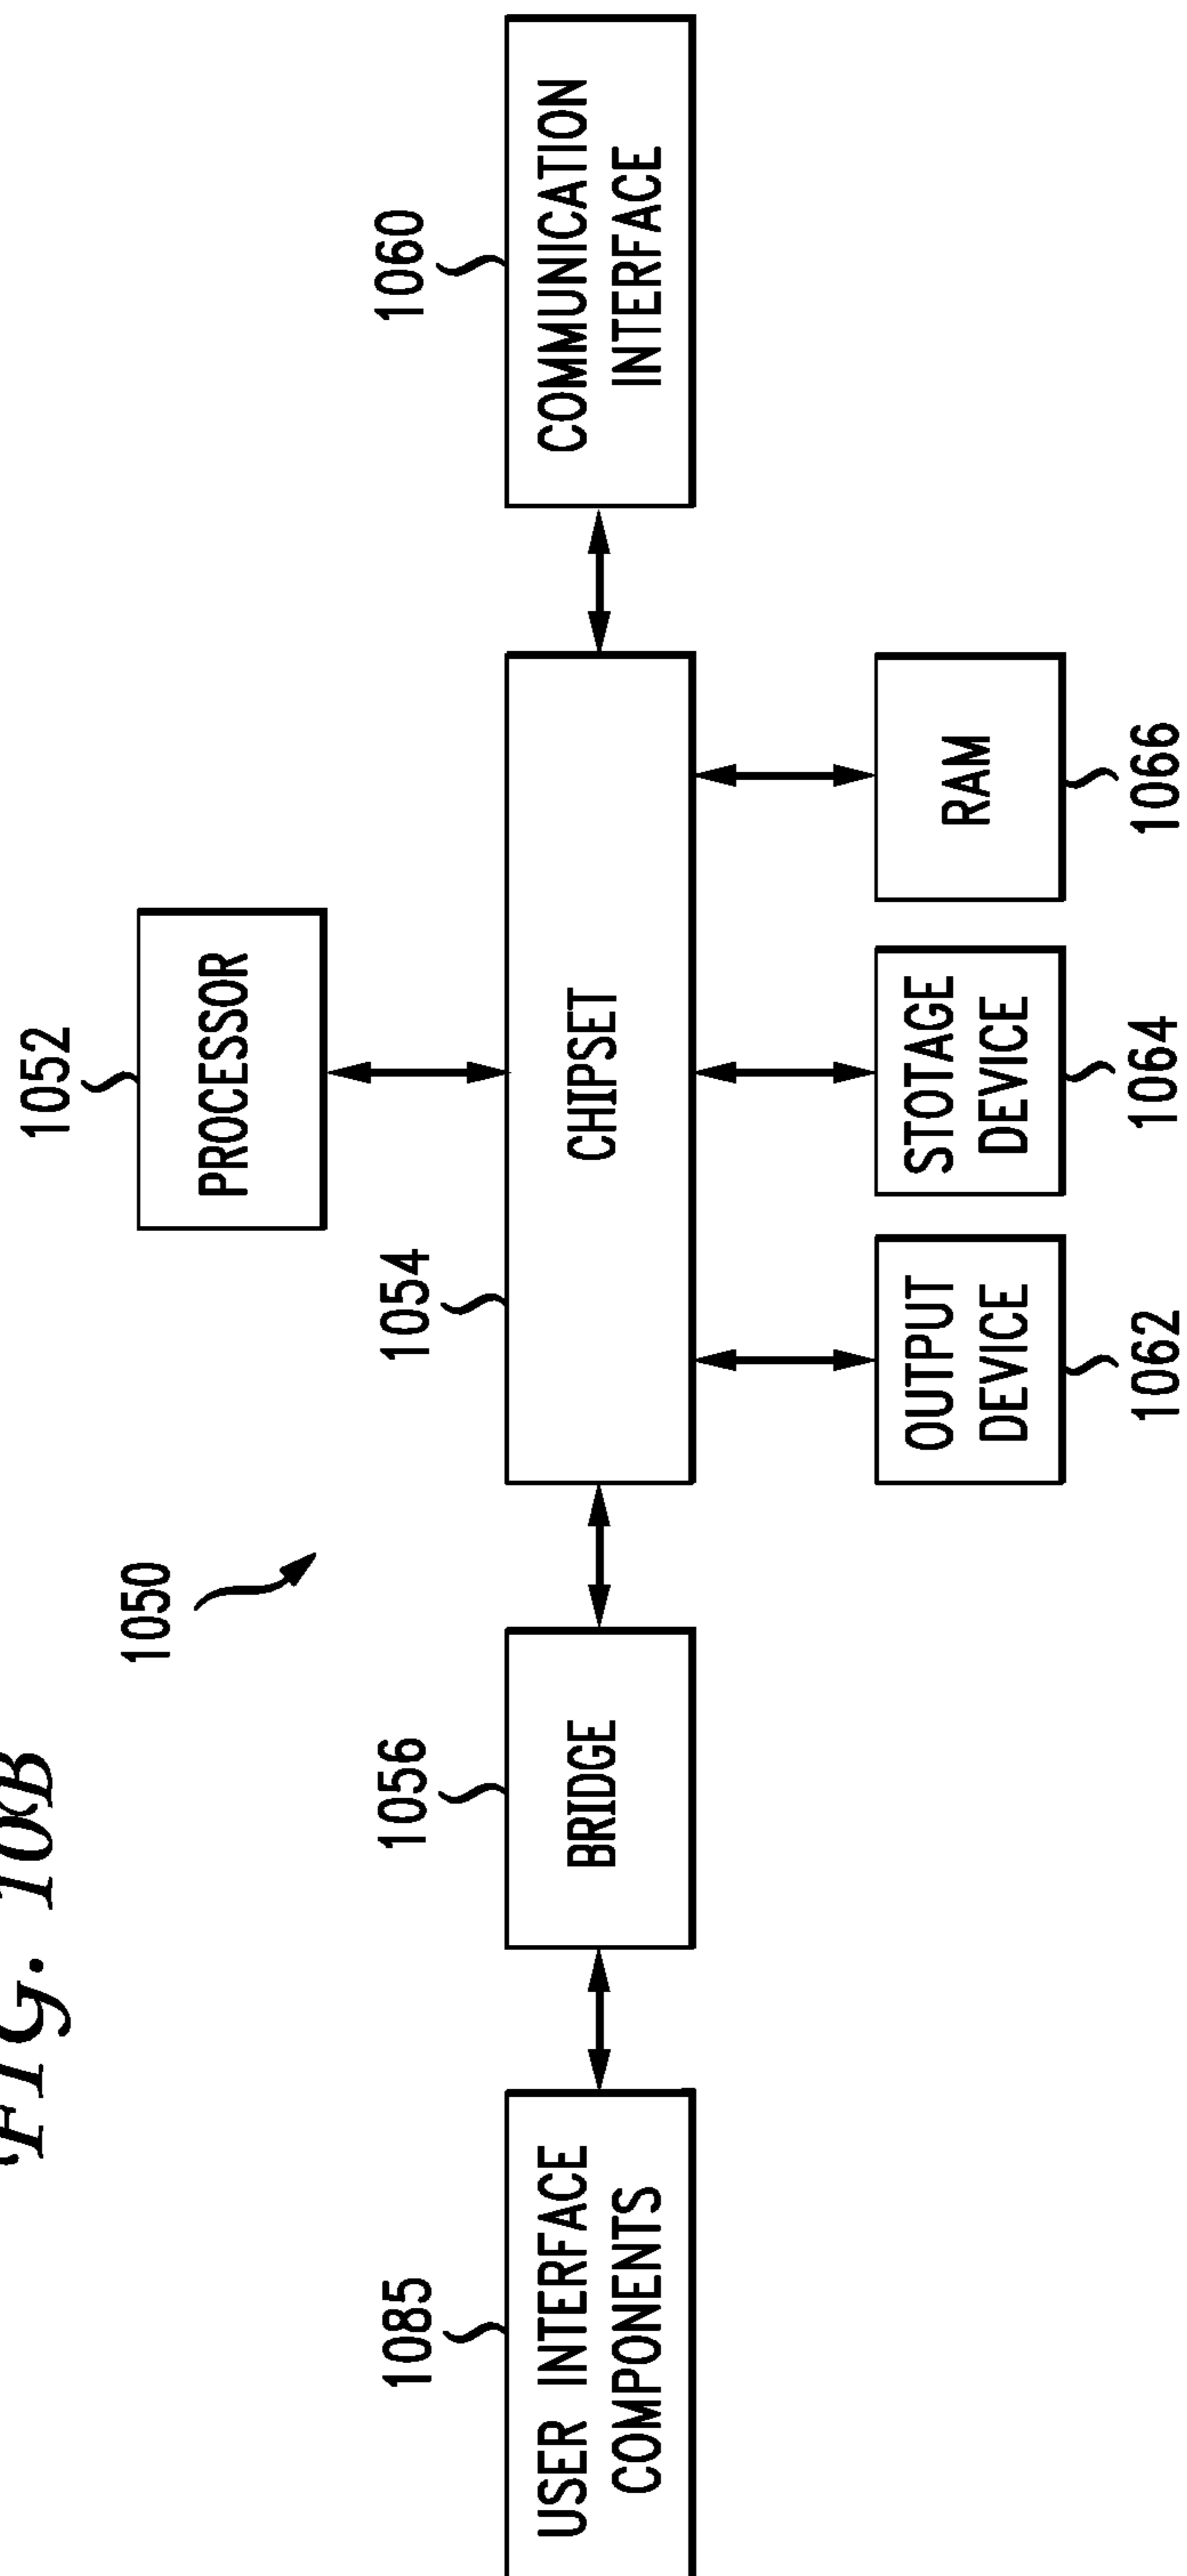 FIG. 10B
1050
1052
PROCESSOR
1085
USER INTERFACE
COMPONENTS
1056
BRIDGE
1054
CHIPSET
1060
COMMUNICATION
INTERFACE
OUTPUT
DEVICE
1062
STOTAGE
DEVICE
1064
RAM
1066